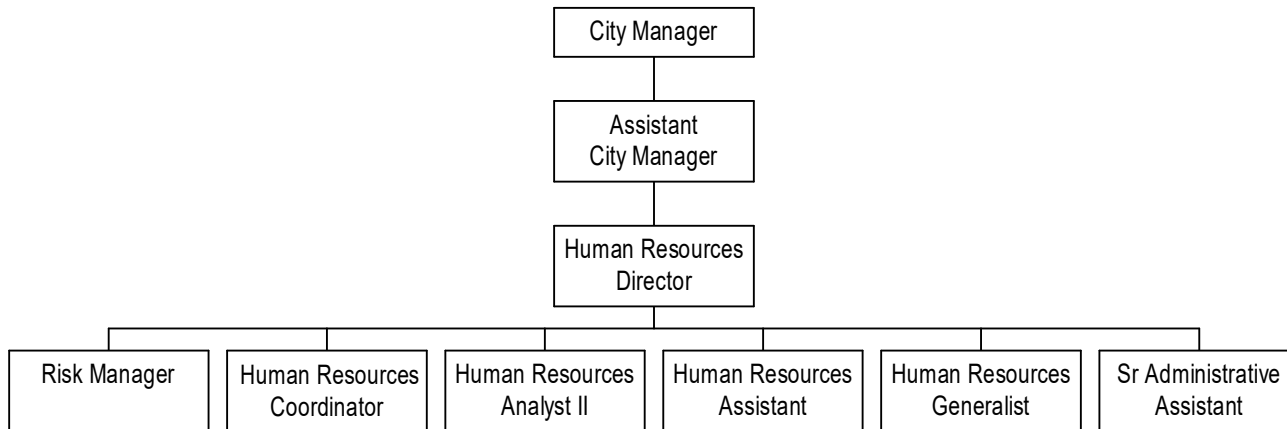 City Manager
Assistant
City Manager
Human Resources
Director
Risk Manager
Human Resources
Coordinator
Human Resources
Analyst II
Human Resources
Assistant
Human Resources
Generalist
Sr Administrative
Assistant